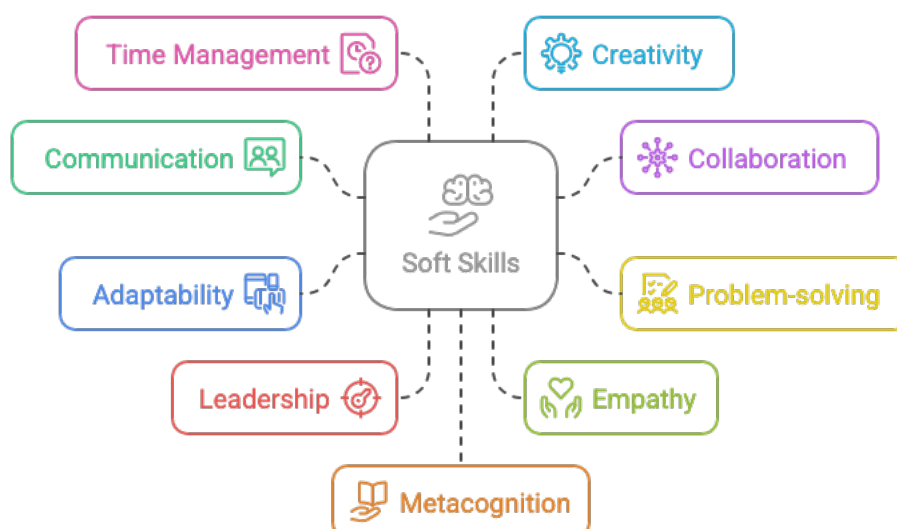 Time Management
Creativity
Communication
Collaboration
Soft Skills
Adaptability
Problem-solving
Leadership
Empathy
Metacognition